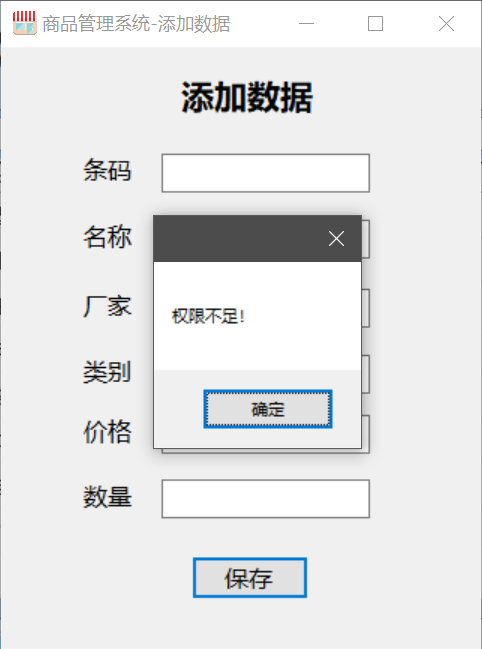 商品管理系统-添加数据
添加数据
条码
名称
厂家
权限不足!
类别
确定
价格
数量
保存